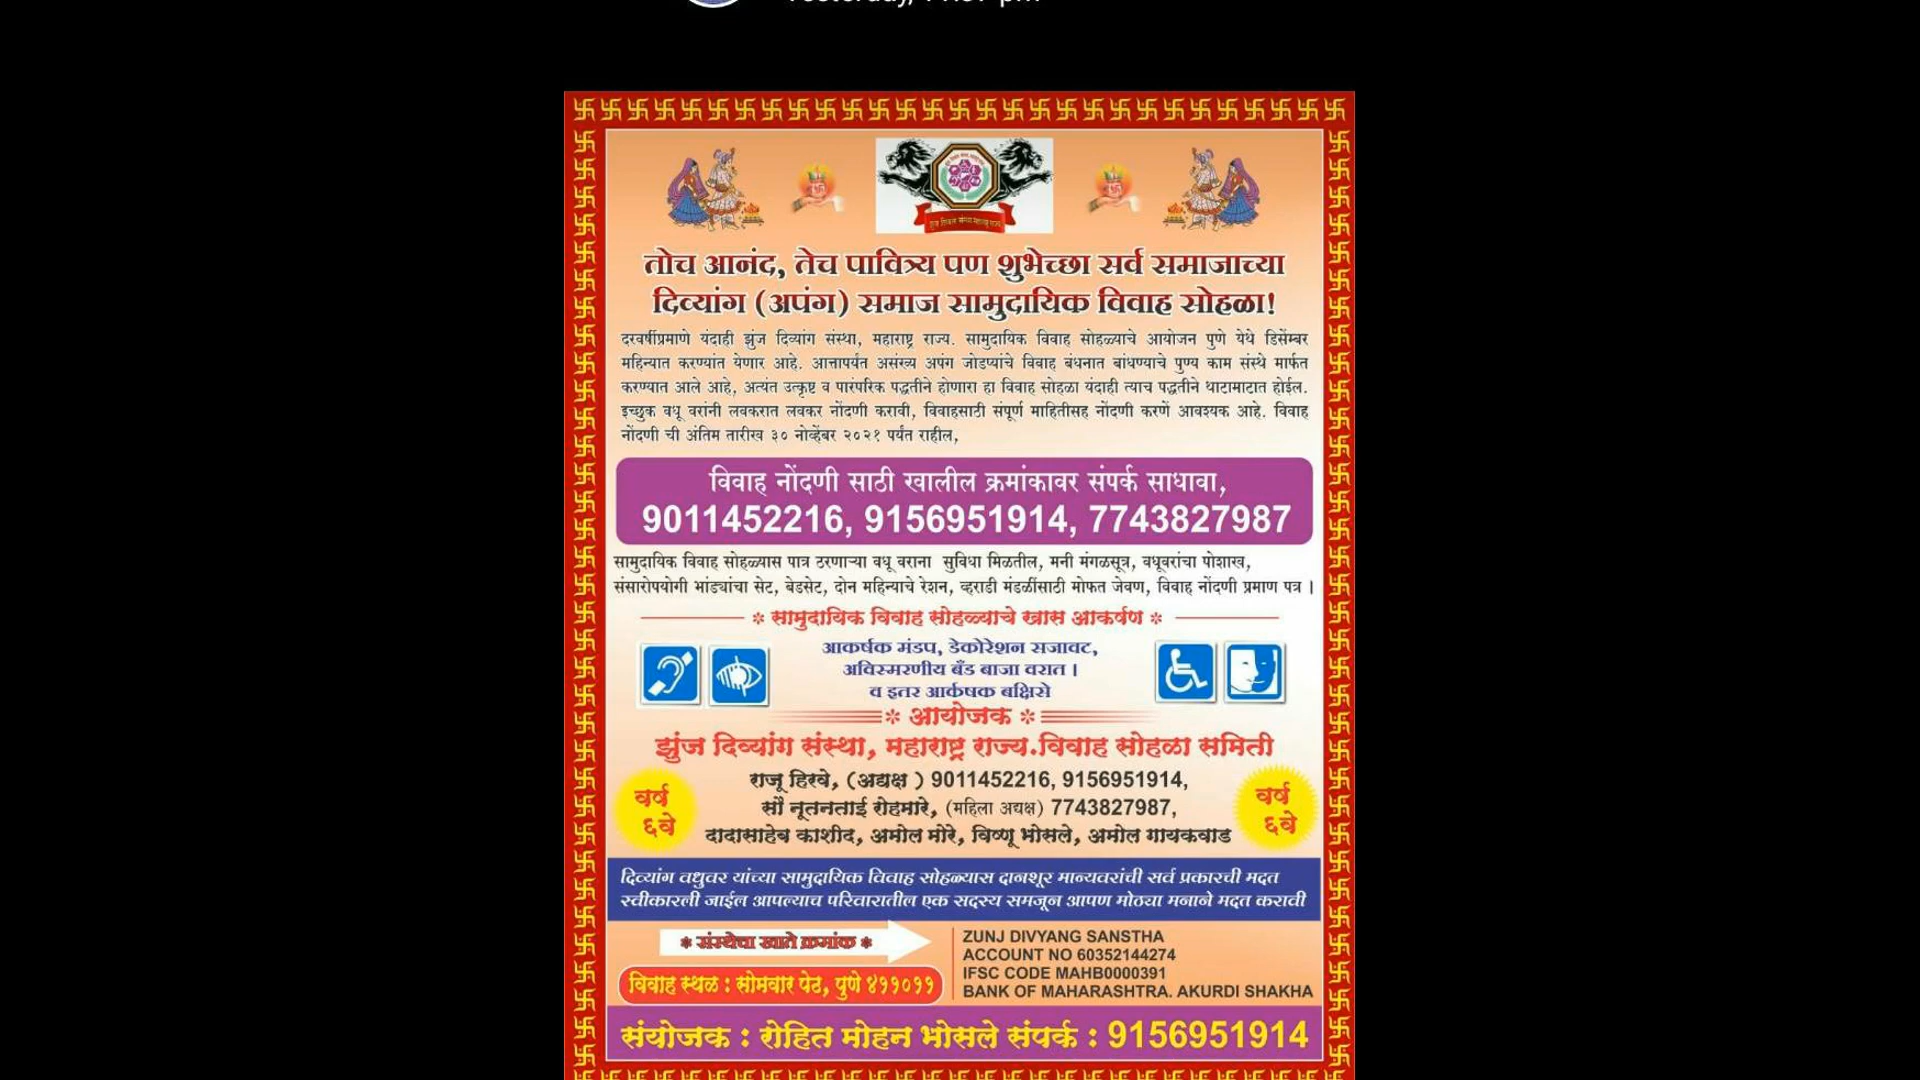 तोच आनंद, तेच पावित्र्य पण शुभेच्छा सर्व समाजाच्या
दिव्यांग (अपंग) समाज सामुदायिक विवाह सोहळा!
दरवर्षीप्रमाणे यंदाही झुंज दिव्यांग संस्था, महाराष्ट्र राज्य. सामुदायिक विवाह सोहळ्याचे आयोजन पुणे येथे डिसेंम्बर
महिन्यात करण्यांत येणार आहे. आत्तापर्यंत असंख्य अपंग जोडप्यांचे विवाह बंधनात बांधण्याचे पुण्य काम संस्थे मार्फत
करण्यात आले आहे, अत्यंत उत्कृष्ट व पारंपरिक पद्धतीने होणारा हा विवाह सोहळा यंदाही त्याच पद्धतीने थाटामाटात होईल.
इच्छुक वधू वरांनी लवकरात लवकर नोंदणी करावी, विवाहसाठी संपूर्ण माहितीसह नोंदणी करणें आवश्यक आहे. विवाह
नोंदणी ची अंतिम तारीख ३० नोव्हेंबर २०२१ पर्यंत राहील,
विवाह नोंदणी साठी खालील क्रमांकावर संपर्क साधावा,
9011452216, 9156951914, 7743827987
सामुदायिक विवाह सोहळ्यास पात्र ठरणाऱ्या वधू वराना सुविधा मिळतील, मनी मंगळसूत्र, वधूवरांचा पोशाख,
संसारोपयोगी भांड्यांचा सेट, बेडसेट, दोन महिन्याचे रेशन, व्हराडी मंडळींसाठी मोफत जेवण, विवाह नोंदणी प्रमाण पत्र ।
* सामुदायिक विवाह सोहळ्याचे खास आकर्षण *
आकर्षक मंडप, डेकोरेशन सजावट,
अविस्मरणीय बँड बाजा वरात ।
व इतर आर्कषक बक्षिसे
* आयोजक *
झुंज दिव्यांग संस्था, महाराष्ट्र राज्य.विवाह सोहळा समिती
राजू हिरवे, (अद्यक्ष ) 9011452216, 9156951914,
सौ नूतनताई रोहमारे, (महिला अद्यक्ष) 7743827987,
दादासाहेब काशीद, अमोल मोरे, विष्णू भोसले, अमोल गायकवाड
वर्ष
६वे
वर्ष
६वे
दिव्यांग वधुवर यांच्या सामुदायिक विवाह सोहळ्यास दानशूर मान्यवरांची सर्व प्रकारची मदत
स्वीकारली जाईल आपल्याच परिवारातील एक सदस्य समजून आपण मोठ्या मनाने मदत करावी
* संस्थेचा खाते क्रमांक *
विवाह स्थळ : सोमवार पेठ, पुणे ४११०११
ZUNJ DIVYANG SANSTHA
ACCOUNT NO 60352144274
IFSC CODE MAHB0000391
BANK OF MAHARASHTRA. AKURDI SHAKHA
संयोजक : रोहित मोहन भोसले संपर्क : 9156951914